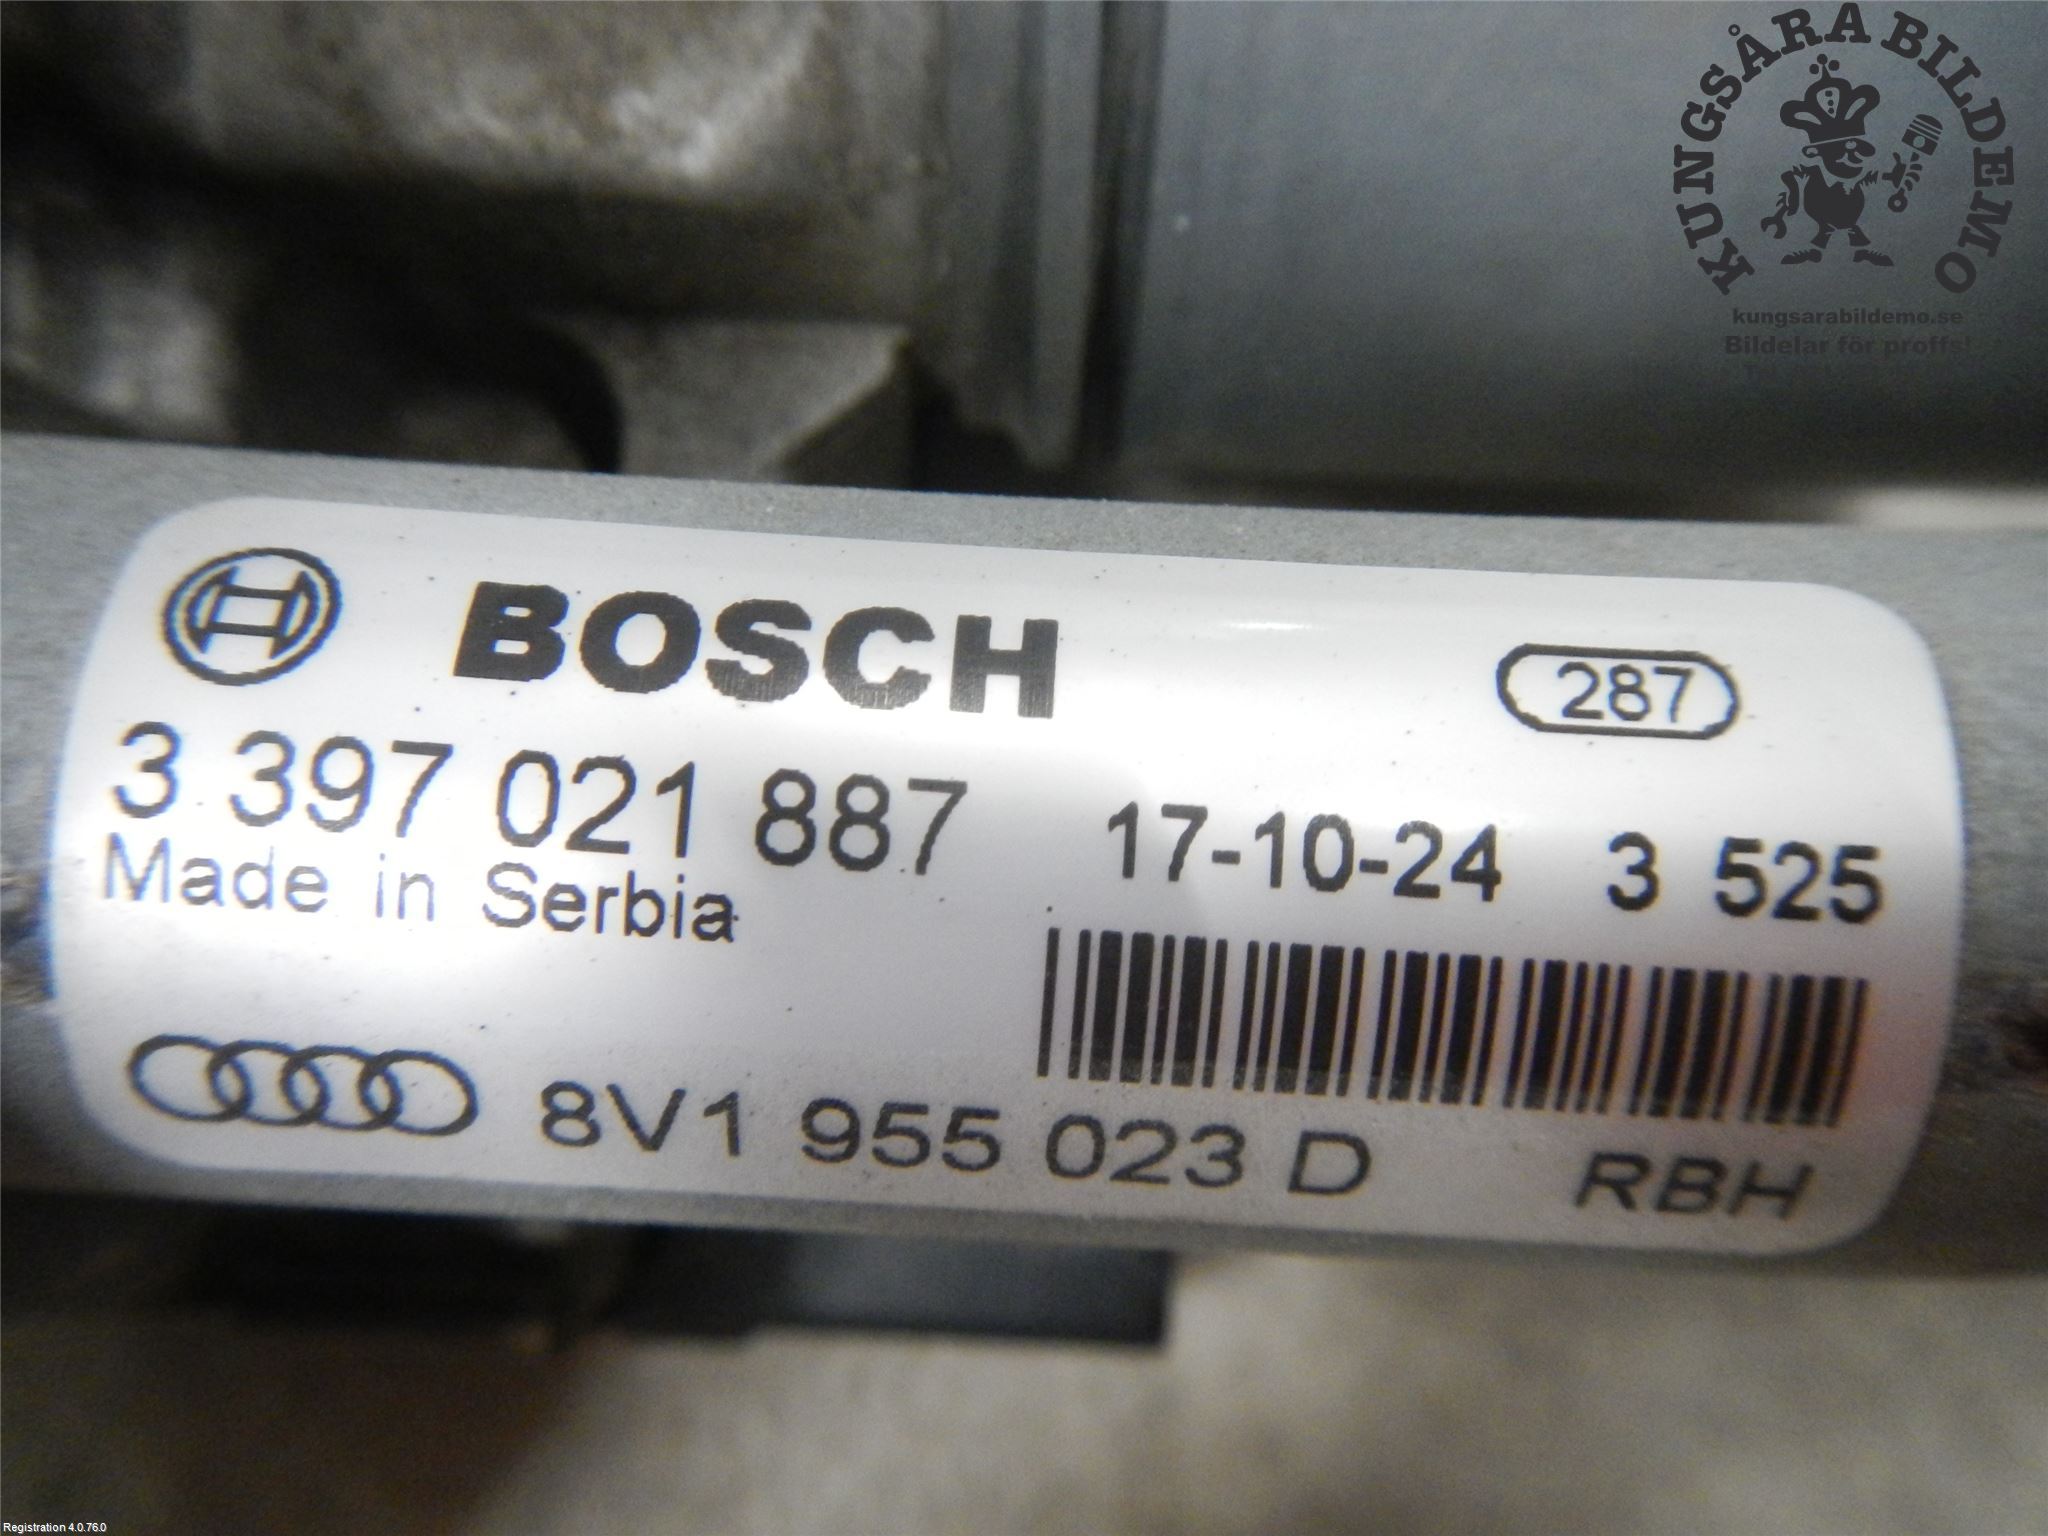 KUNGSÅRA BILDEMO
kungsarabildemo.se
Bildelar för proffs!
BOSCH
287
3 397 021 887
17-10-24 3 525
Made in Serbia
8V1 955 023 D
RBH
Registration 4.0.76.0